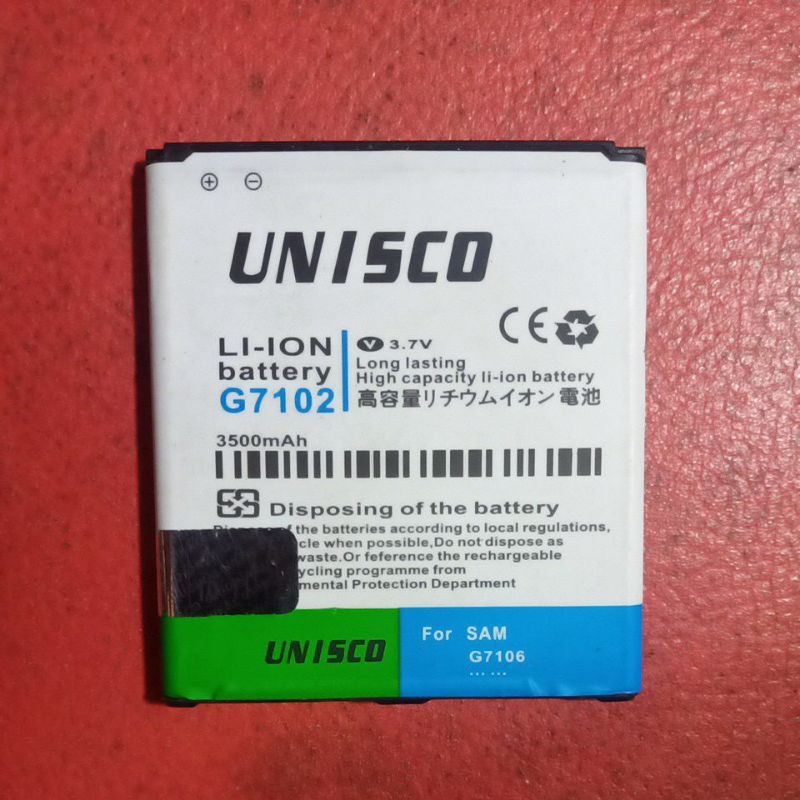 + -
UNISCO
LI-ION
battery
G7102
V 3.7V
Long lasting
High capacity li-ion battery
高容量リチウムイオン電池
CE
3500mAh
Disposing of the battery
of the batteries according to local regulations,
when possible,Do not dispose as
waste.Or feference the rechargeable
programme from
Protection Department
UNISCO
For SAM
G7106
... ...